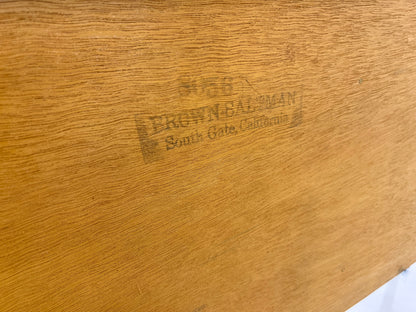 BROWN-SALTMAN
South Gate, California